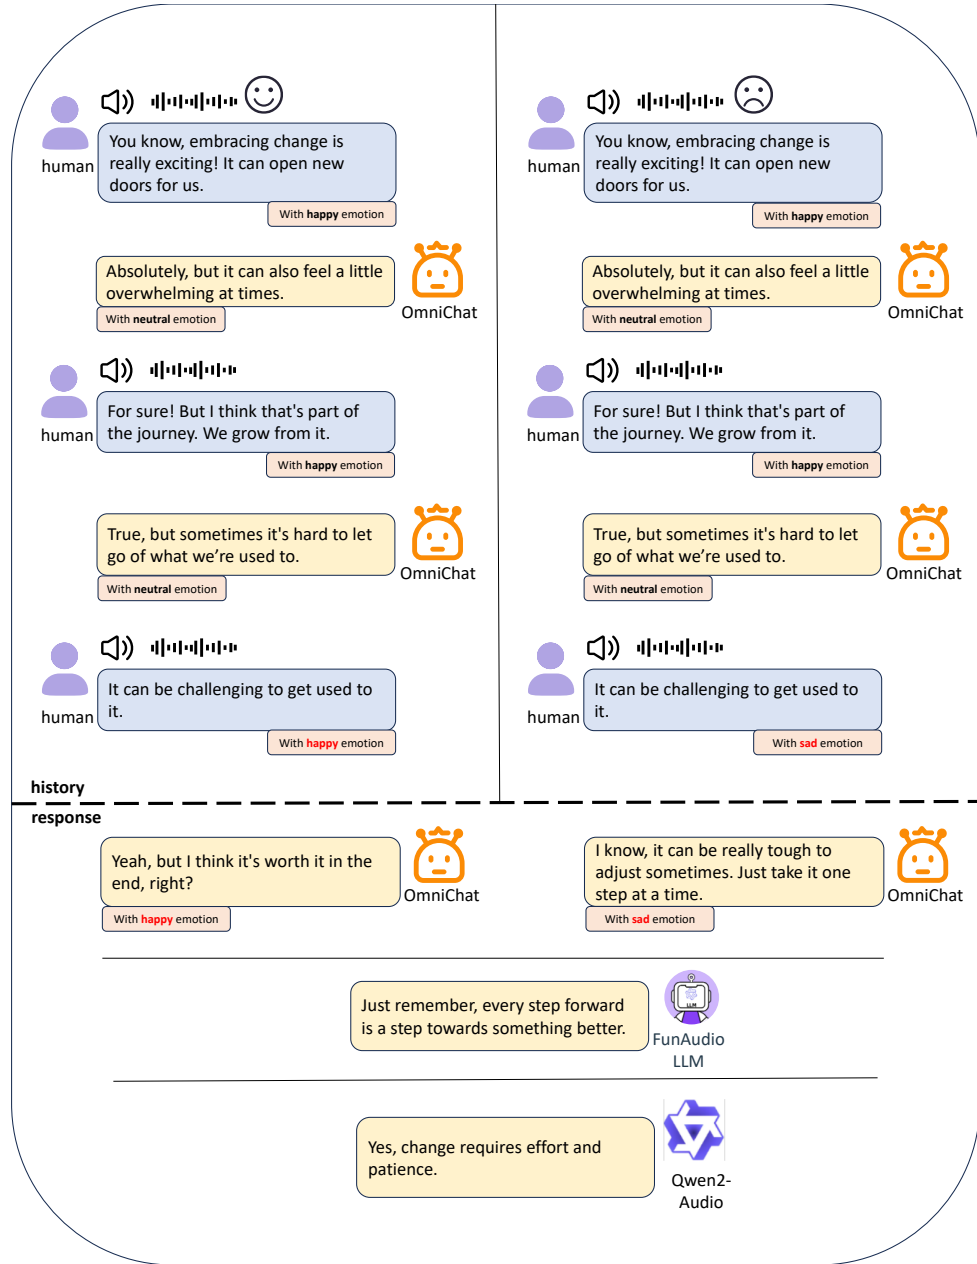 human
You know, embracing change is
really exciting! It can open new
doors for us.
With happy emotion
Absolutely, but it can also feel a little
overwhelming at times.
With neutral emotion
OmniChat
human
For sure! But I think that's part of
the journey. We grow from it.
With happy emotion
True, but sometimes it's hard to let
go of what we’re used to.
With neutral emotion
OmniChat
human
It can be challenging to get used to
it.
With happy emotion
human
You know, embracing change is
really exciting! It can open new
doors for us.
With happy emotion
Absolutely, but it can also feel a little
overwhelming at times.
With neutral emotion
OmniChat
human
For sure! But I think that's part of
the journey. We grow from it.
With happy emotion
True, but sometimes it's hard to let
go of what we’re used to.
With neutral emotion
OmniChat
human
It can be challenging to get used to
it.
With sad emotion
history
response
Yeah, but I think it's worth it in the
end, right?
With happy emotion
OmniChat
I know, it can be really tough to
adjust sometimes. Just take it one
step at a time.
With sad emotion
OmniChat
Just remember, every step forward
is a step towards something better.
LLM
FunAudio
LLM
Yes, change requires effort and
patience.
Qwen2-
Audio